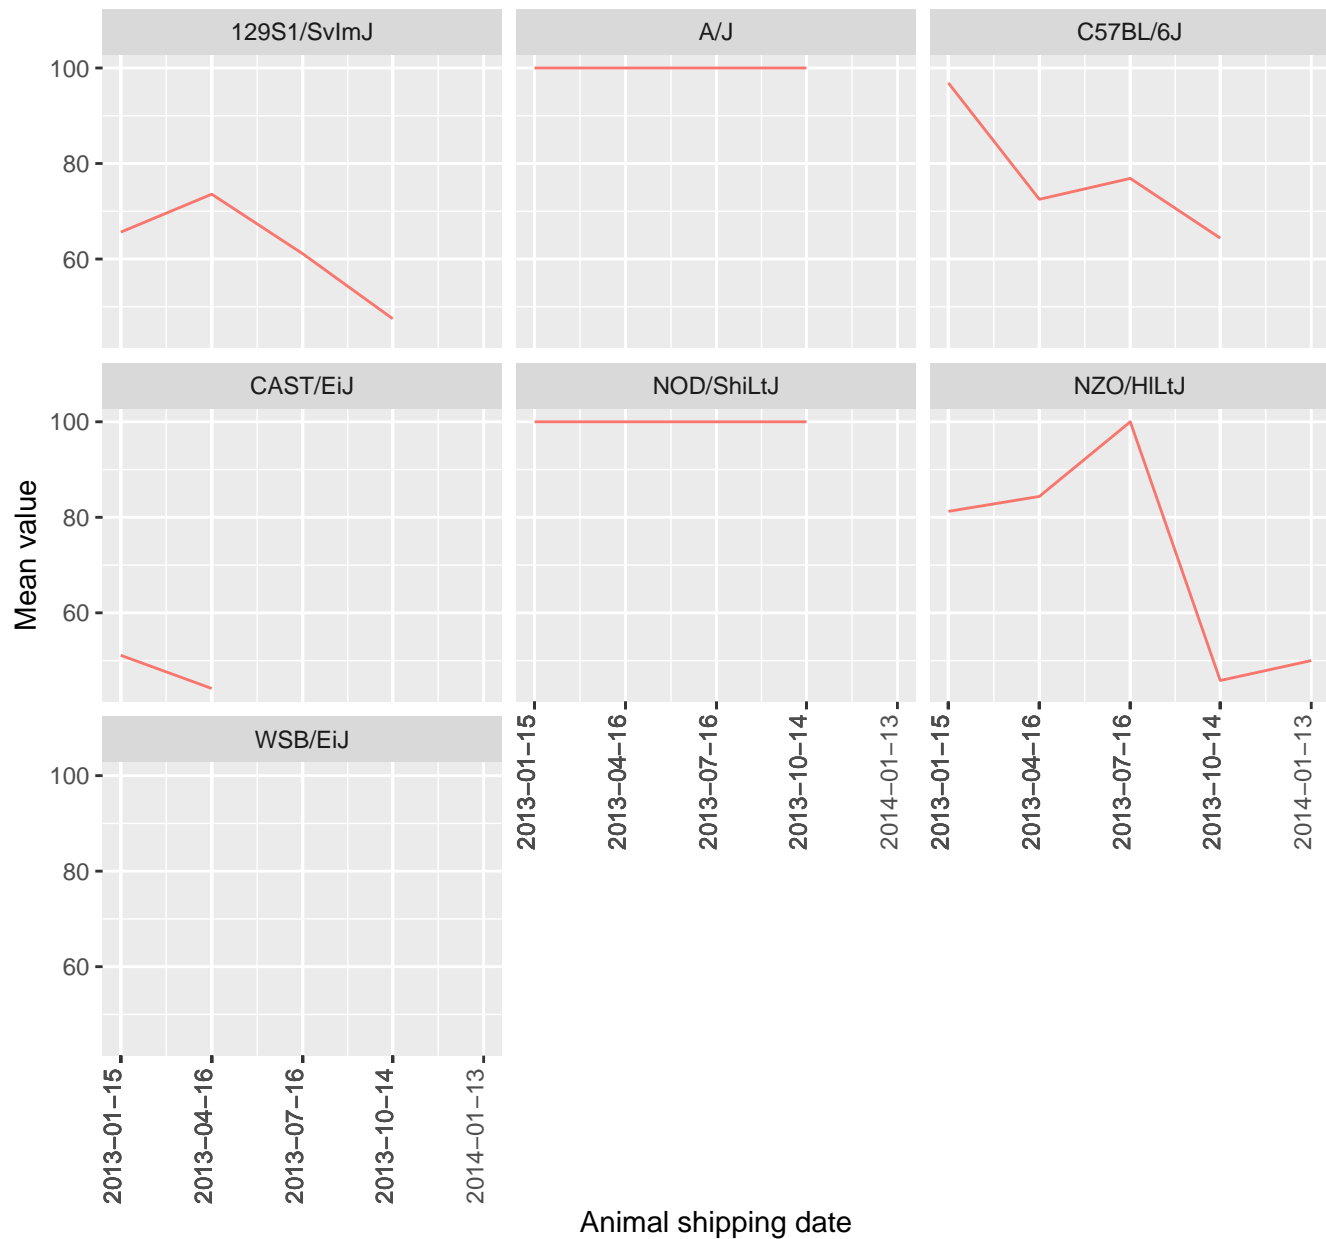 129S1/SvImJ
A/J
C57BL/6J
100
80
60
CAST/EiJ
NOD/ShiLtJ
NZO/HlLtJ
100
80
60
Mean value
2013−01−15
2013−04−16
2013−07−16
2013−10−14
2014−01−13
2013−01−15
2013−04−16
2013−07−16
2013−10−14
2014−01−13
WSB/EiJ
100
80
60
2013−01−15
2013−04−16
2013−07−16
2013−10−14
2014−01−13
Animal shipping date